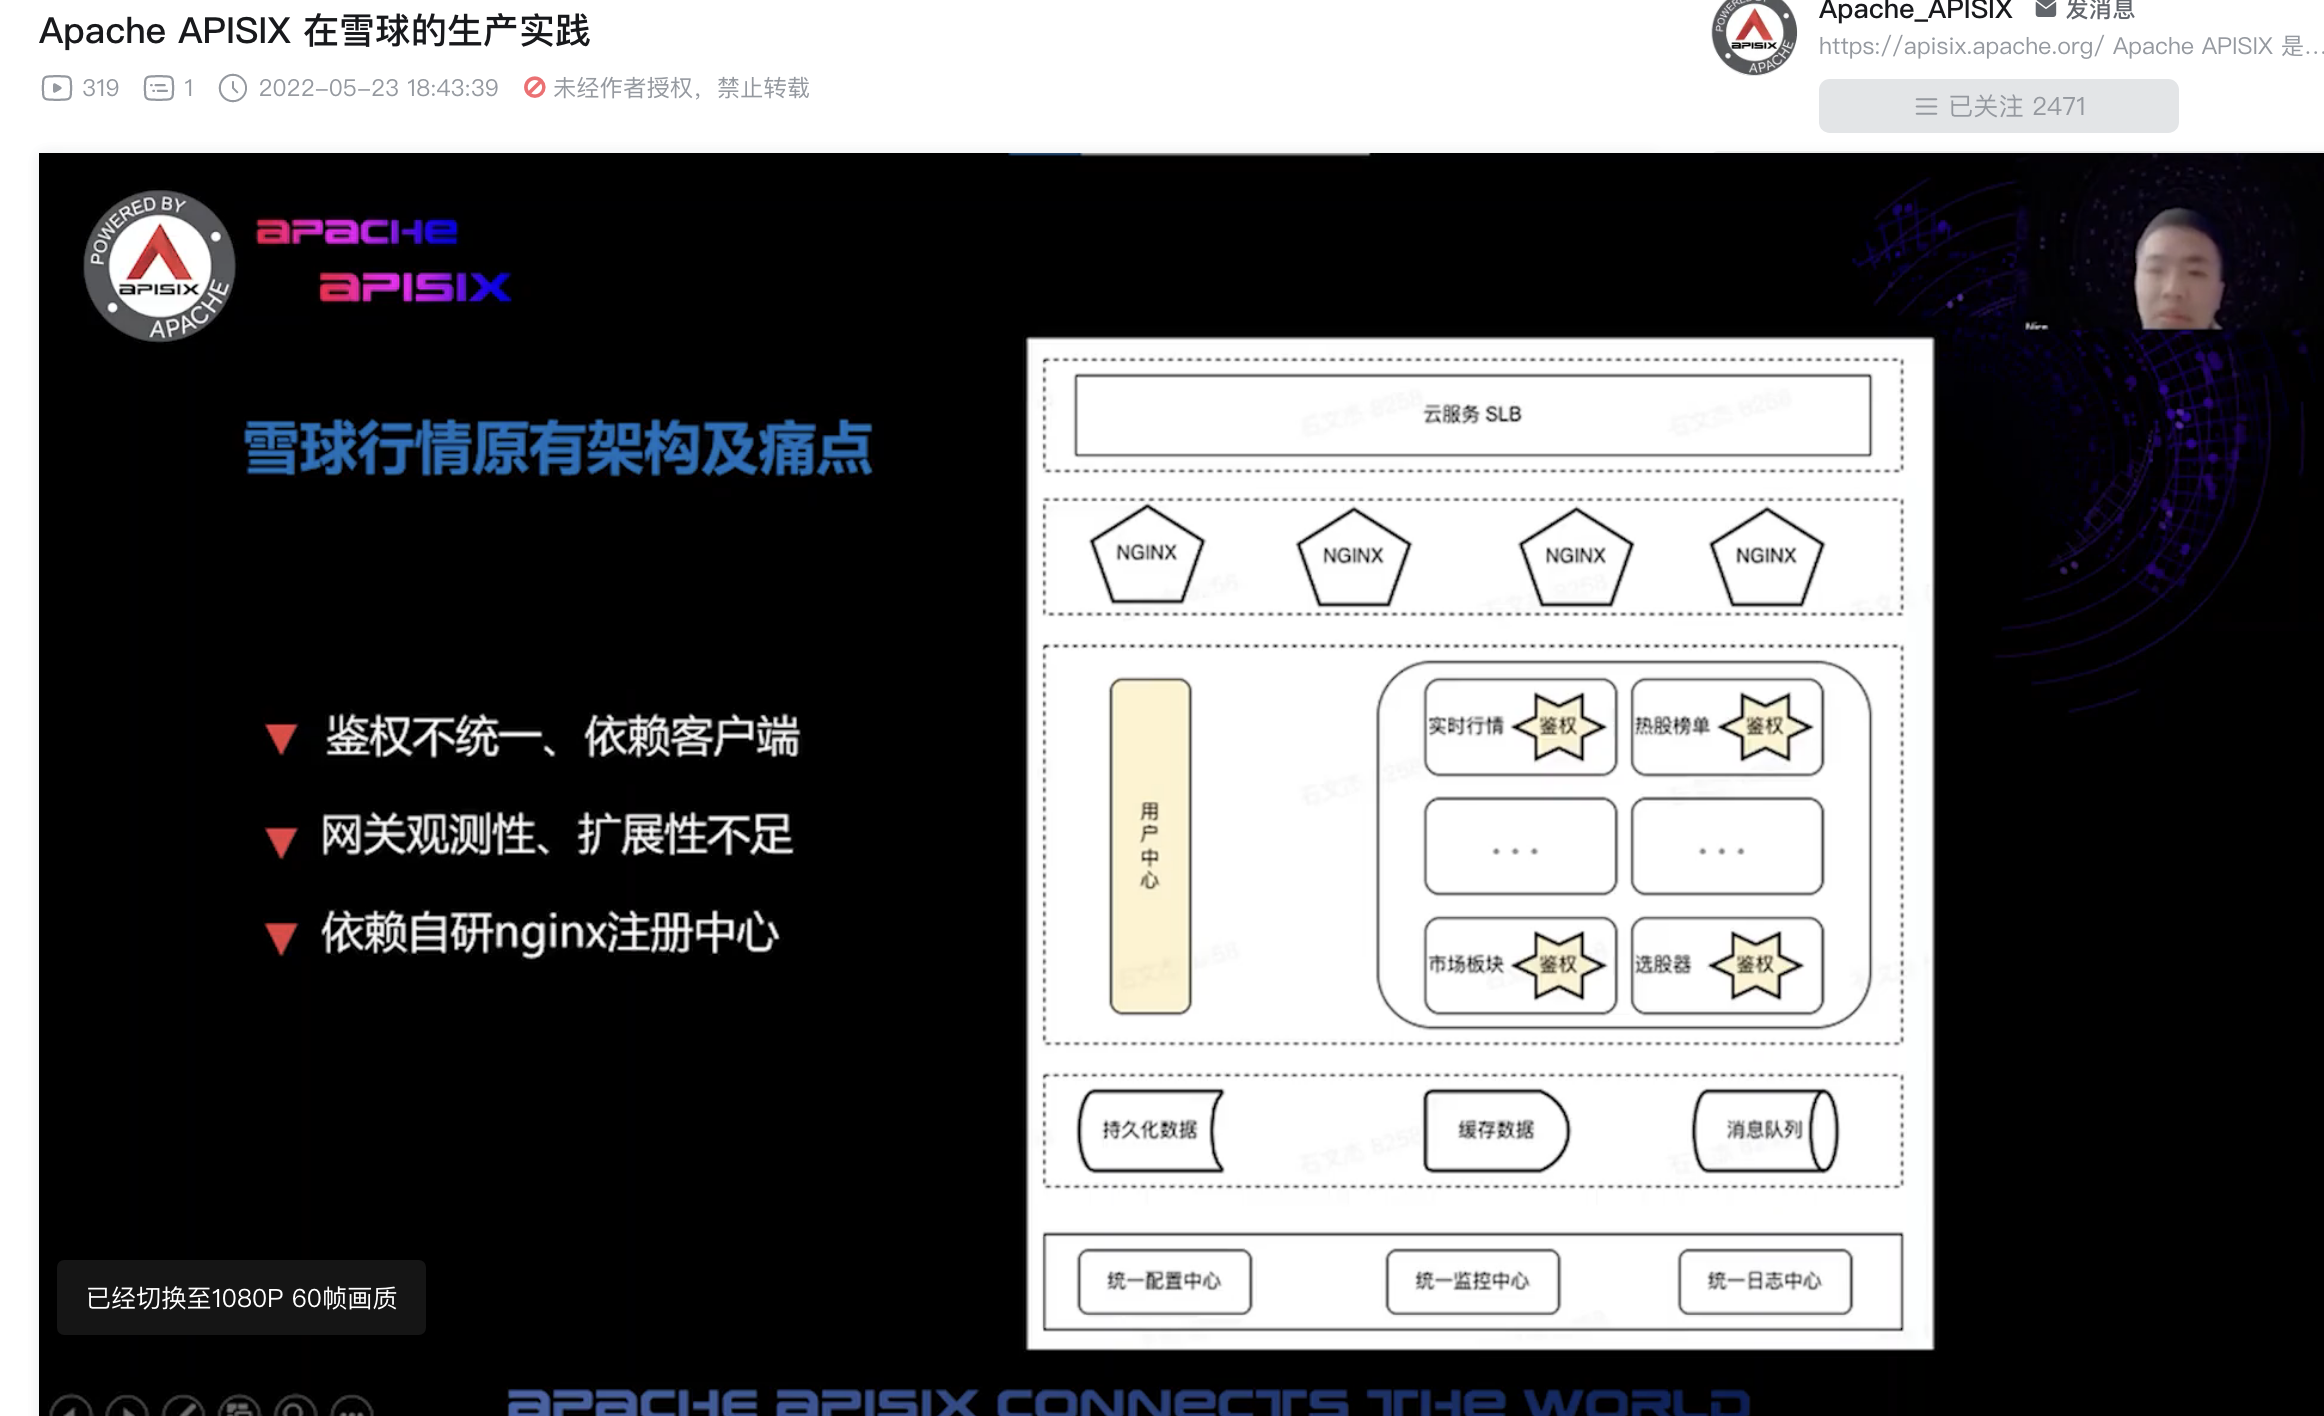 Apache APISIX 在雪球的生产实践
319 1 2022-05-23 18:43:39 未经作者授权，禁止转载
Apache_APISIX 发消息
https://apisix.apache.org/ Apache APISIX 是…
已关注 2471
POWERED BY
APISIX
APACHE
APACHE
APISIX
雪球行情原有架构及痛点
鉴权不统一、依赖客户端
网关观测性、扩展性不足
依赖自研nginx注册中心
云服务 SLB
NGINX NGINX NGINX NGINX
用户中心
实时行情 鉴权 热股榜单 鉴权
... ...
市场板块 鉴权 选股器 鉴权
持久化数据 缓存数据 消息队列
统一配置中心 统一监控中心 统一日志中心
已经切换至1080P 60帧画质
APACHE APISIX CONNECTS THE WORLD